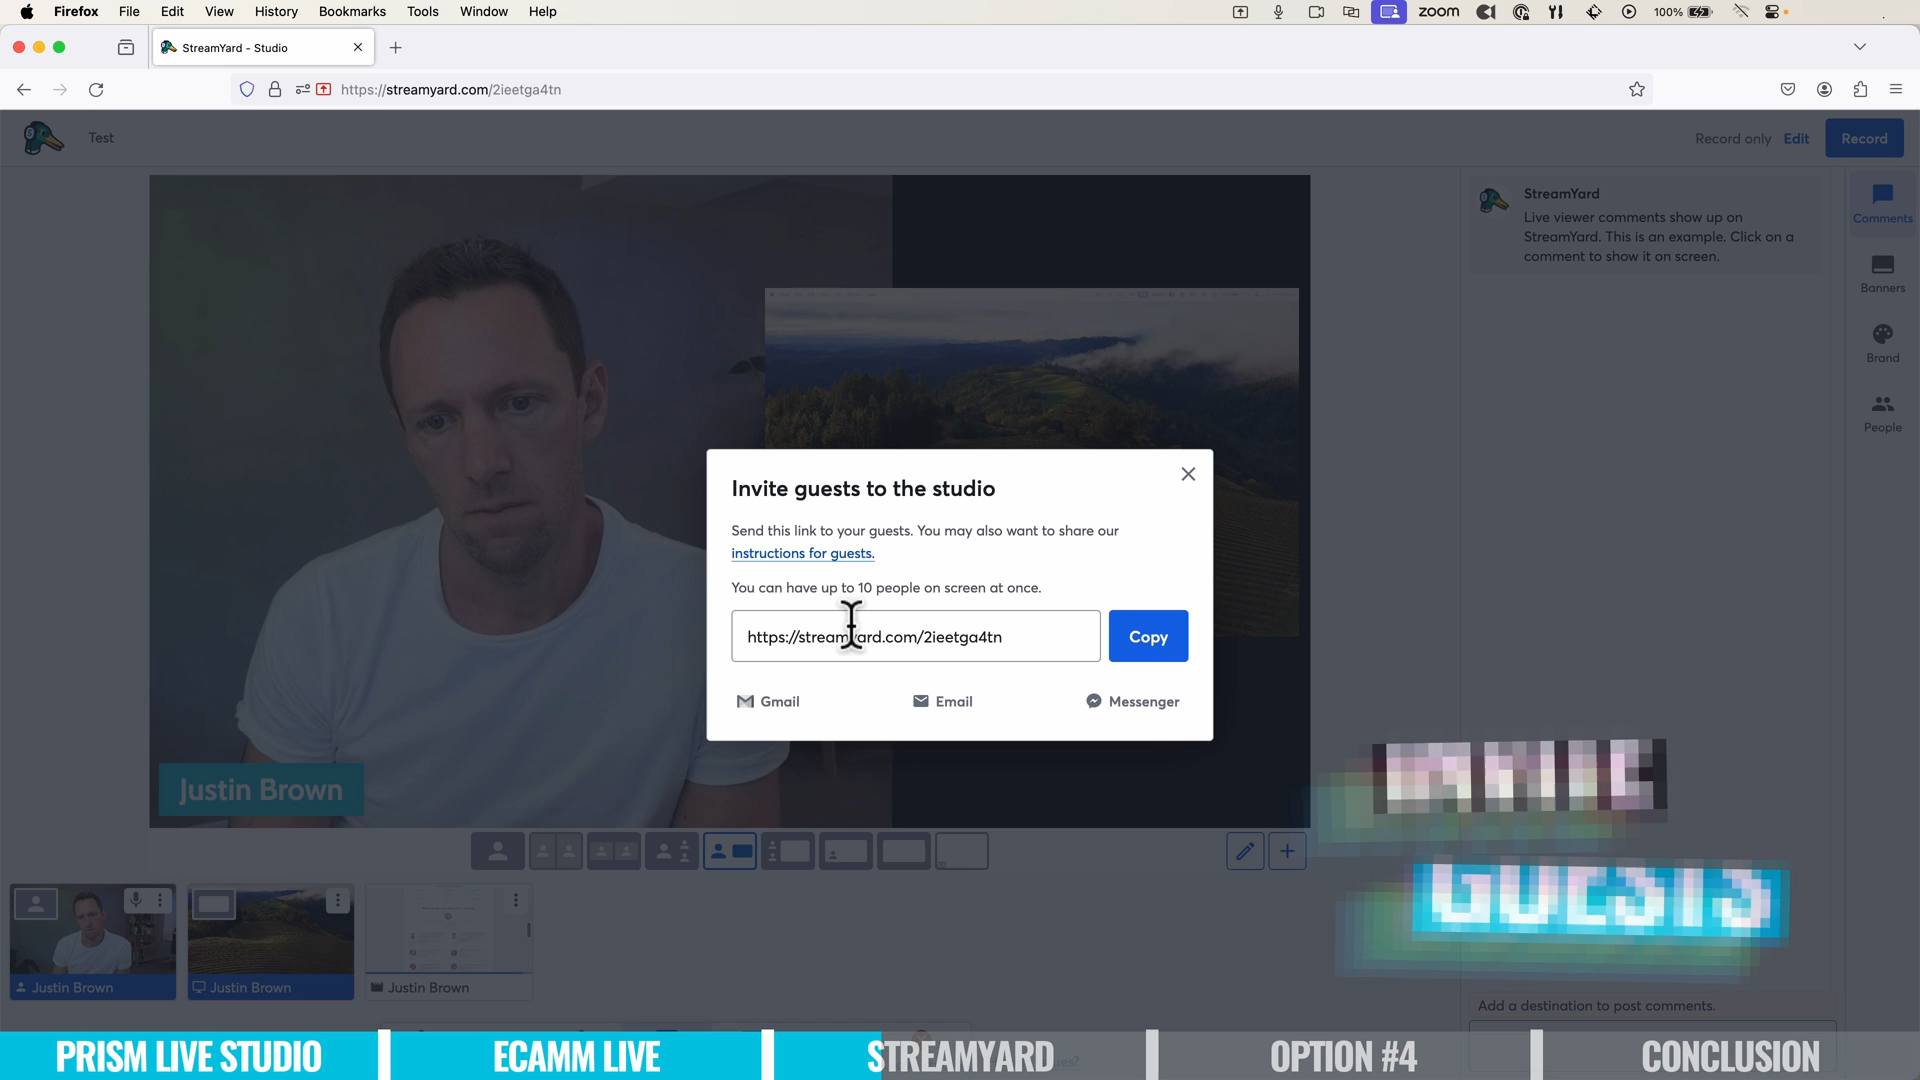 Firefox File Edit View History Bookmarks Tools Window Help
zoom 100%
StreamYard - Studio
https://streamyard.com/2ieetga4tn
Test
Record only Edit Record
StreamYard
Live viewer comments show up on
StreamYard. This is an example. Click on a
comment to show it on screen.
Comments
Banners
Brand
People
Invite guests to the studio
Send this link to your guests. You may also want to share our
instructions for guests.
You can have up to 10 people on screen at once.
https://streamyard.com/2ieetga4tn
Copy
Gmail Email Messenger
Justin Brown
GUESTS
Justin Brown
Justin Brown
Justin Brown
Add a destination to post comments.
PRISM LIVE STUDIO ECAMM LIVE STREAMYARD OPTION #4 CONCLUSION